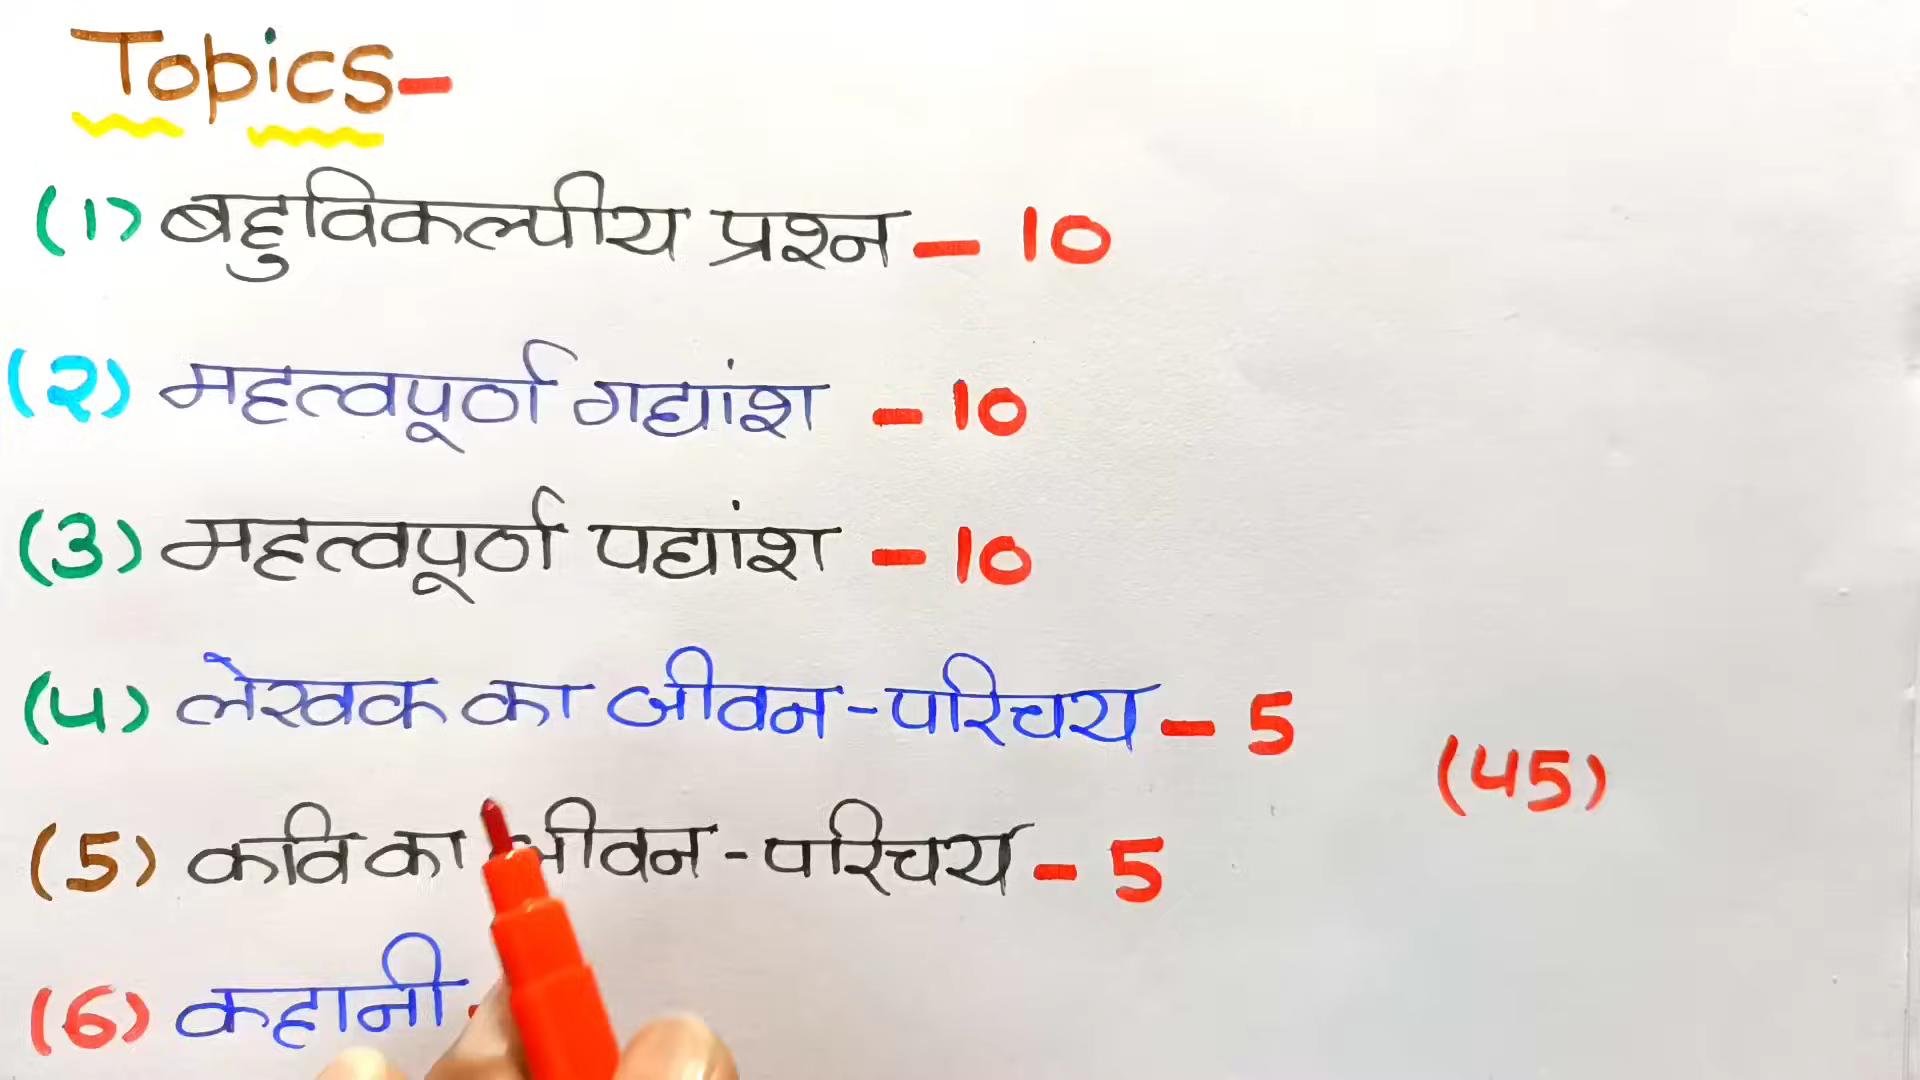 Topics-
(1) बहुविकल्पीय प्रश्न - 10
(२) महत्वपूर्ण गद्यांश - 10
(3) महत्वपूर्ण पद्यांश - 10
(4) लेखक का जीवन-परिचय - 5
(45)
(5) कवि का जीवन-परिचय - 5
(6) कहानी